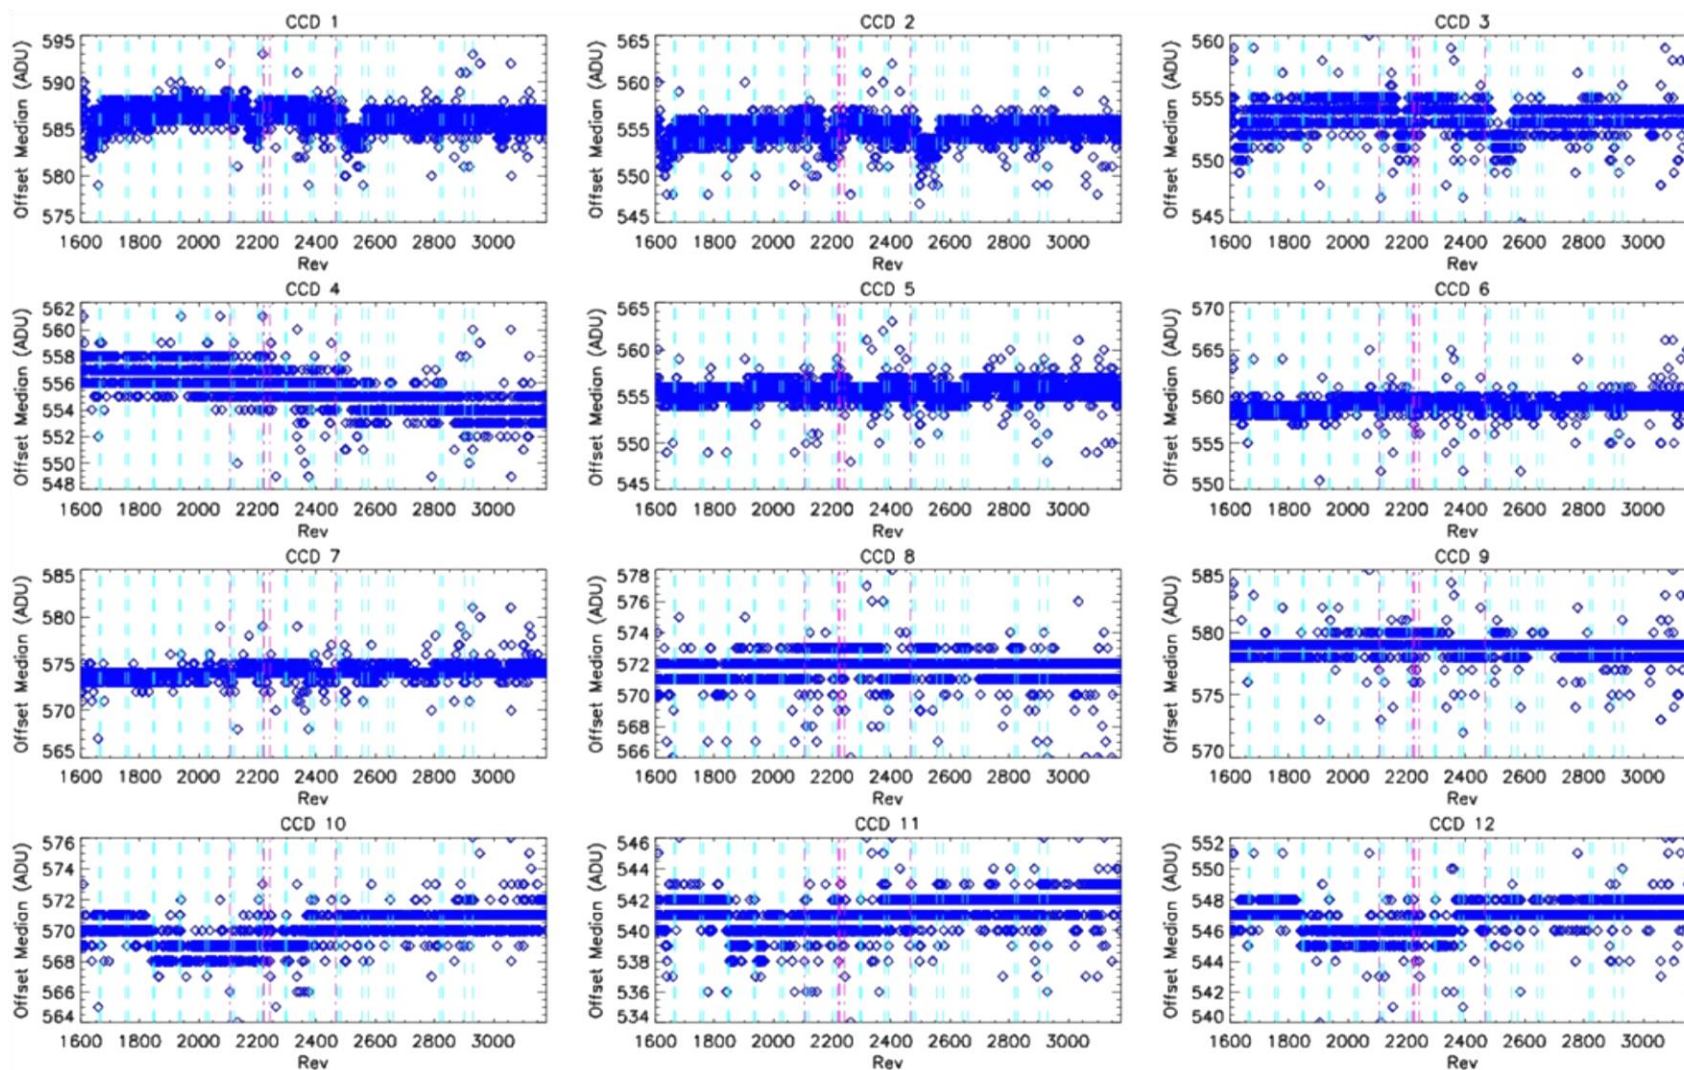 CCD 1
595
590
585
580
575
Offset Median (ADU)
1600 2000 2200 2400 3000
Rev
CCD 2
565
560
555
550
545
Offset Median (ADU)
1600 1800 2000 2200 2400 2600 2800 3000
Rev
CCD 3
560
555
550
545
Offset Median (ADU)
1600 1800 2000 2200 2400 2600 2800 3000
Rev
CCD 4
562
560
558
556
554
552
550
548
Offset Median (ADU)
1600 1800 2000 2200 2400 2600 2800 3000
Rev
CCD 5
565
560
555
550
545
Offset Median (ADU)
1600 1800 2000 2200 2400 2600 2800 3000
Rev
CCD 6
570
565
560
555
550
Offset Median (ADU)
1600 1800 2000 2200 2400 2600 2800 3000
Rev
CCD 7
585
580
575
570
565
Offset Median (ADU)
1600 1800 2000 2200 2400 2600 2800 3000
Rev
CCD 8
578
576
574
572
570
568
566
Offset Median (ADU)
1600 1800 2000 2200 2400 2600 2800 3000
Rev
CCD 9
585
580
575
570
Offset Median (ADU)
1600 1800 2000 2200 2400 2600 2800 3000
Rev
CCD 10
576
574
572
570
568
566
564
Offset Median (ADU)
1600 1800 2000 2200 2400 2600 2800 3000
Rev
CCD 11
546
544
542
540
538
536
534
Offset Median (ADU)
1600 1800 2000 2200 2400 2600 2800 3000
Rev
CCD 12
552
550
548
546
544
542
540
Offset Median (ADU)
1600 1800 2000 2200 2400 2600 2800 3000
Rev